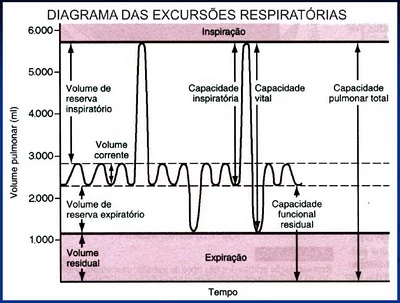 DIAGRAMA DAS EXCURSÕES RESPIRATÓRIAS
6.000
5.000
4.000
3.000
2.000
1.000
Volume pulmonar (ml)
Inspiração
Volume de
reserva
inspiratório
Capacidade
inspiratória
Capacidade
vital
Capacidade
pulmonar total
Volume
corrente
Volume de
reserva expiratório
Capacidade
funcional
residual
Volume
residual
Expiração
Tempo